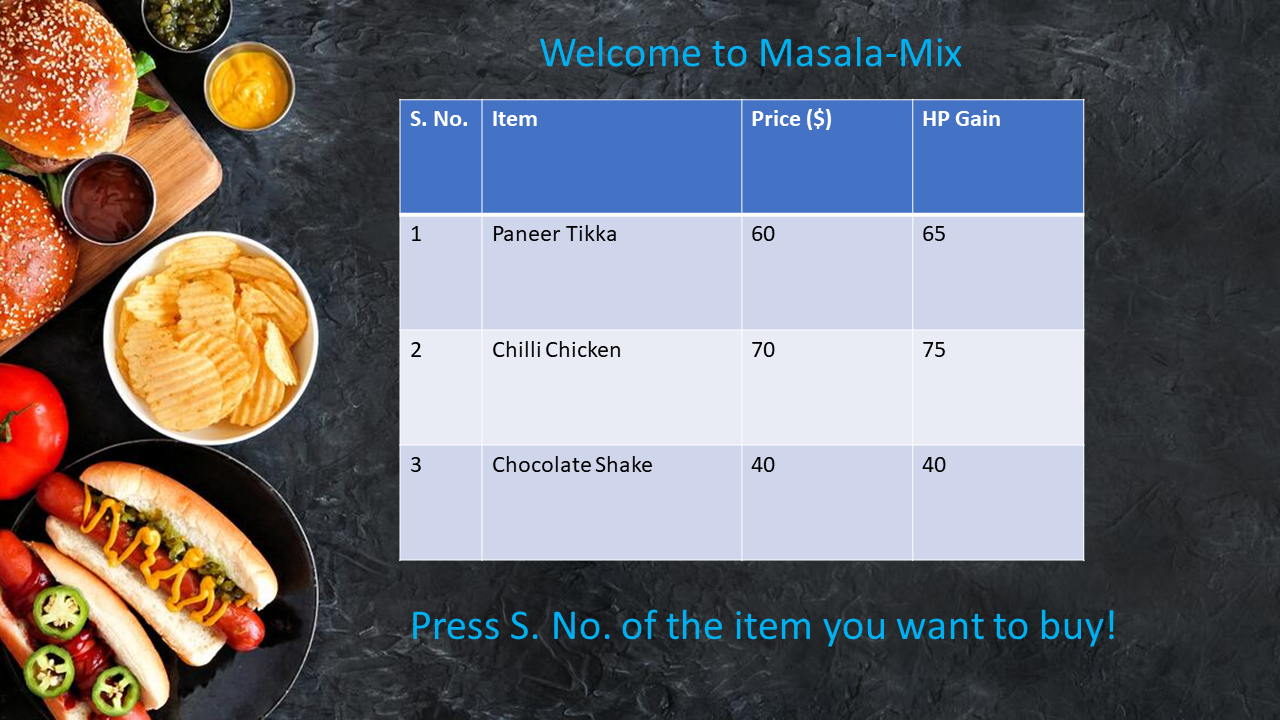 Welcome to Masala-Mix
S. No. Item Price ($) HP Gain
1 Paneer Tikka 60 65
2 Chilli Chicken 70 75
3 Chocolate Shake 40 40
Press S. No. of the item you want to buy!